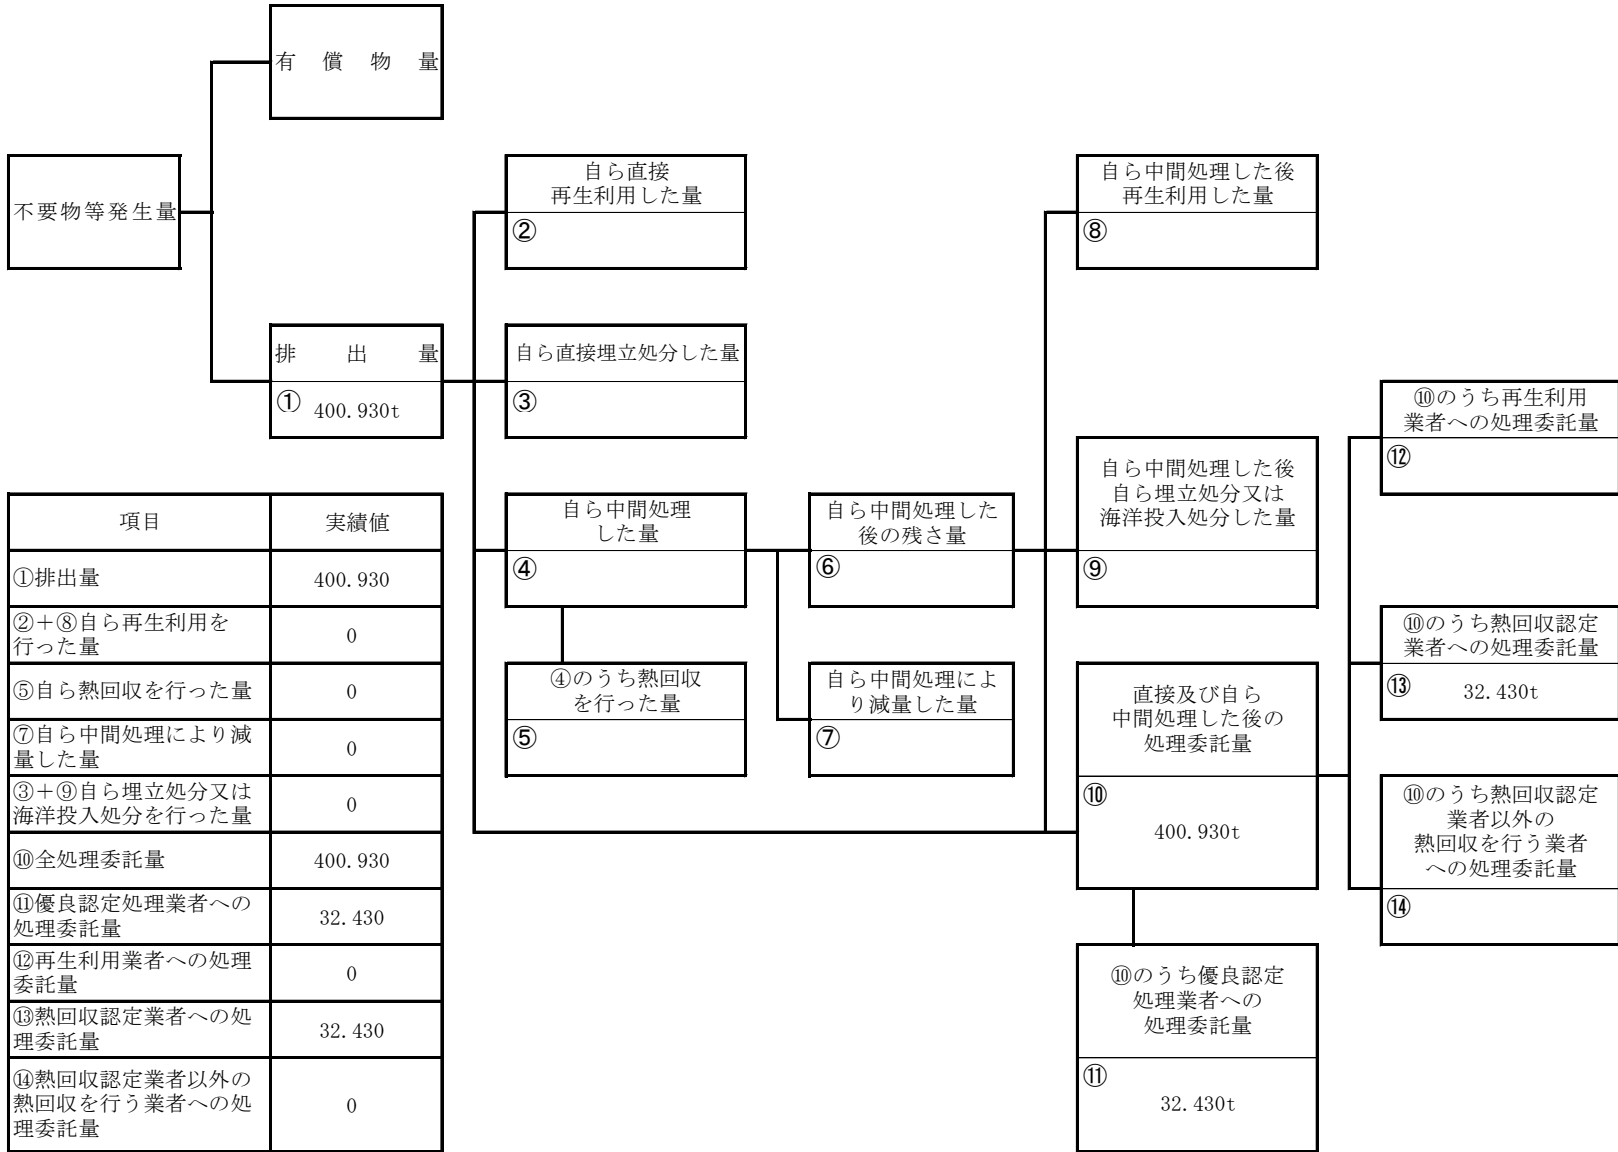 有償物量
不要物等発生量
排出量
① 400.930t
自ら直接
再生利用した量
②
自ら直接埋立処分した量
③
自ら中間処理
した量
④
④のうち熱回収
を行った量
⑤
自ら中間処理した
後の残さ量
⑥
自ら中間処理によ
り減量した量
⑦
自ら中間処理した後
再生利用した量
⑧
自ら中間処理した後
自ら埋立処分又は
海洋投入処分した量
⑨
直接及び自ら
中間処理した後の
処理委託量
⑩
400.930t
⑩のうち優良認定
処理業者への
処理委託量
⑪
32.430t
⑩のうち再生利用
業者への処理委託量
⑫
⑩のうち熱回収認定
業者への処理委託量
⑬ 32.430t
⑩のうち熱回収認定
業者以外の
熱回収を行う業者
への処理委託量
⑭
項目 実績値
①排出量 400.930
②+⑧自ら再生利用を
行った量 0
⑤自ら熱回収を行った量 0
⑦自ら中間処理により減
量した量 0
③+⑨自ら埋立処分又は
海洋投入処分を行った量 0
⑩全処理委託量 400.930
⑪優良認定処理業者への
処理委託量 32.430
⑫再生利用業者への処理
委託量 0
⑬熱回収認定業者への処
理委託量 32.430
⑭熱回収認定業者以外の
熱回収を行う業者への処 0
理委託量